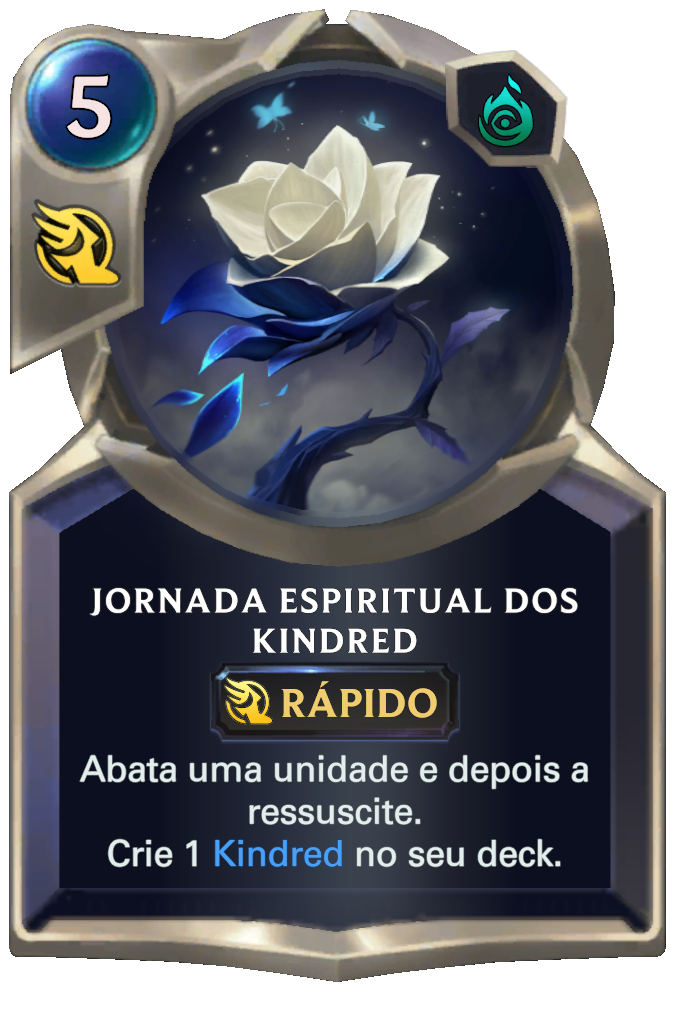 5
JORNADA ESPIRITUAL DOS
KINDRED
RÁPIDO
Abata uma unidade e depois a
ressuscite.
Crie 1 Kindred no seu deck.